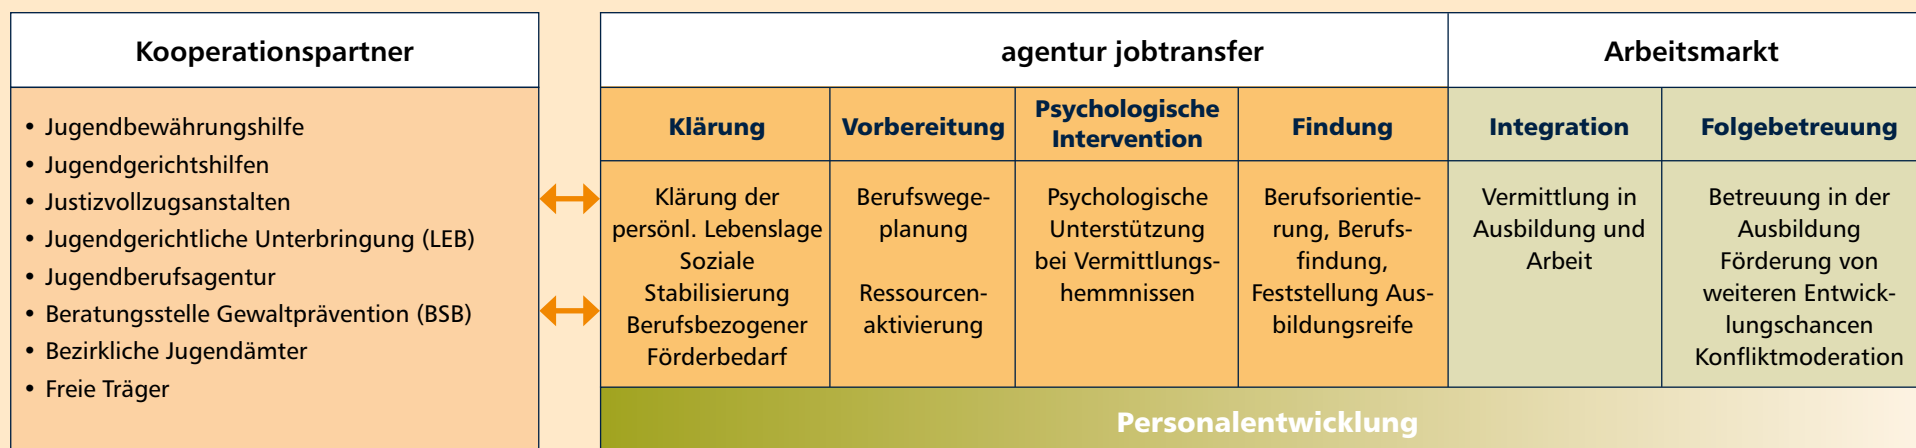 Kooperationspartner
• Jugendbewährungshilfe
• Jugendgerichtshilfen
• Justizvollzugsanstalten
• Jugendgerichtliche Unterbringung (LEB)
• Jugendberufsagentur
• Beratungsstelle Gewaltprävention (BSB)
• Bezirkliche Jugendämter
• Freie Träger
agentur jobtransfer
Arbeitsmarkt
Klärung
Klärung der
persönl. Lebenslage
Soziale
Stabilisierung
Berufsbezogener
Förderbedarf
Vorbereitung
Berufswege-
planung
Ressourcen-
aktivierung
Psychologische
Intervention
Psychologische
Unterstützung
bei Vermittlungs-
hemmnissen
Findung
Berufsorientie-
rung, Berufs-
findung,
Feststellung Aus-
bildungsreife
Integration
Vermittlung in
Ausbildung und
Arbeit
Folgebetreuung
Betreuung in der
Ausbildung
Förderung von
weiteren Entwick-
lungschancen
Konfliktmoderation
Personalentwicklung